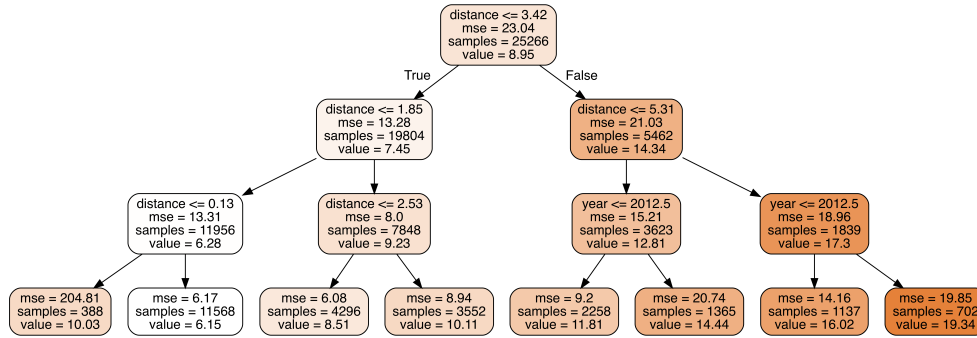 distance <= 3.42
mse = 23.04
samples = 25266
value = 8.95
True
False
distance <= 1.85
mse = 13.28
samples = 19804
value = 7.45
distance <= 5.31
mse = 21.03
samples = 5462
value = 14.34
distance <= 0.13
mse = 13.31
samples = 11956
value = 6.28
distance <= 2.53
mse = 8.0
samples = 7848
value = 9.23
year <= 2012.5
mse = 15.21
samples = 3623
value = 12.81
year <= 2012.5
mse = 18.96
samples = 1839
value = 17.3
mse = 204.81
samples = 388
value = 10.03
mse = 6.17
samples = 11568
value = 6.15
mse = 6.08
samples = 4296
value = 8.51
mse = 8.94
samples = 3552
value = 10.11
mse = 9.2
samples = 2258
value = 11.81
mse = 20.74
samples = 1365
value = 14.44
mse = 14.16
samples = 1137
value = 16.02
mse = 19.85
samples = 702
value = 19.34